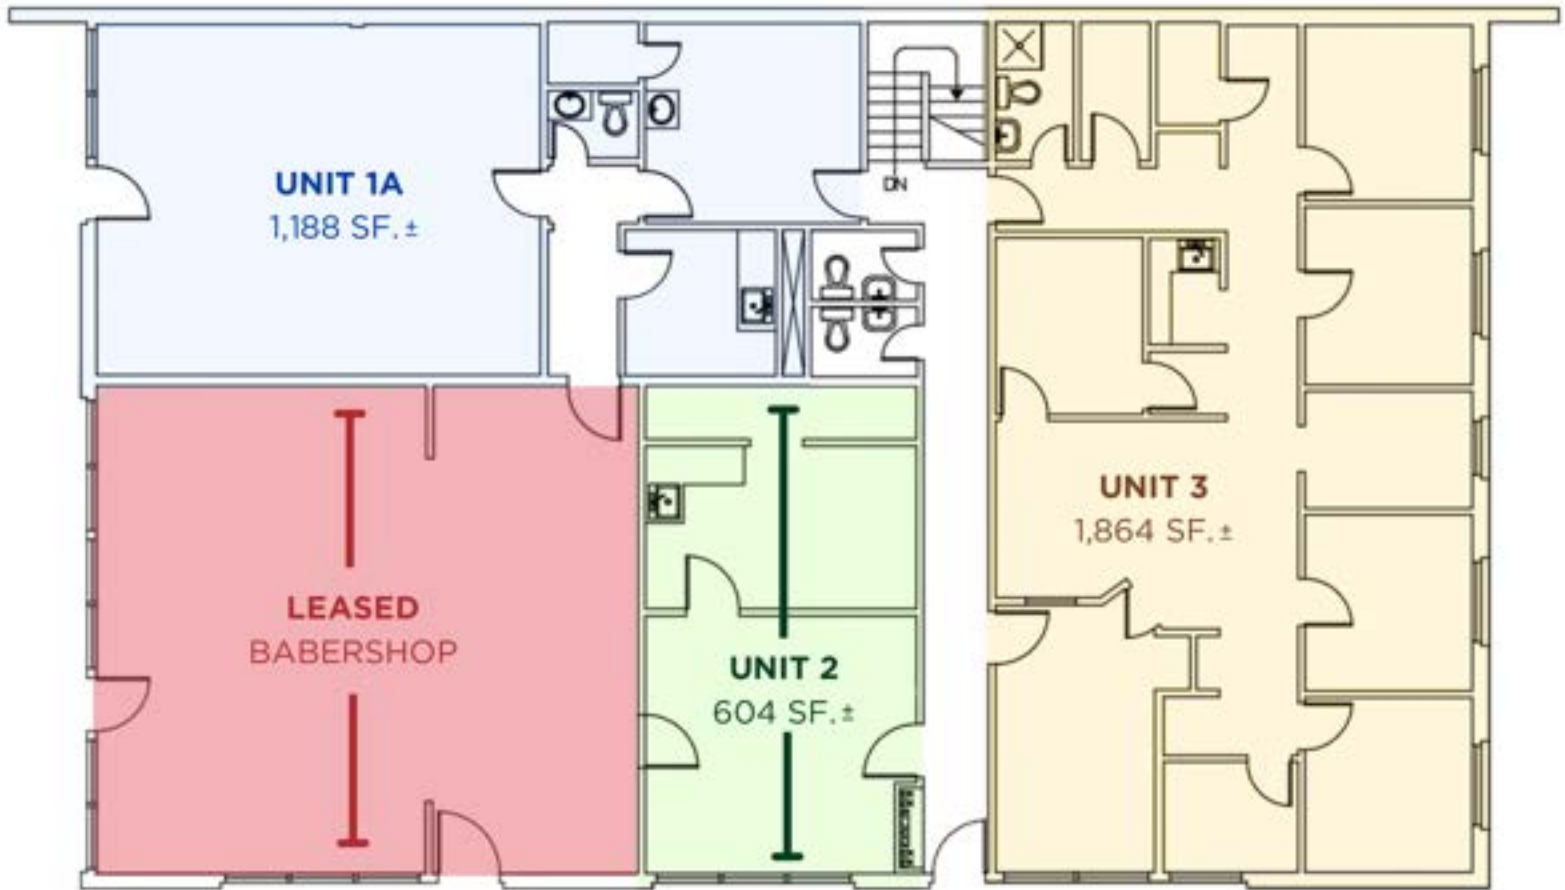 UNIT 1A
1,188 SF.±
DN
UNIT 3
1,864 SF.±
LEASED
BABERSHOP
UNIT 2
604 SF.±